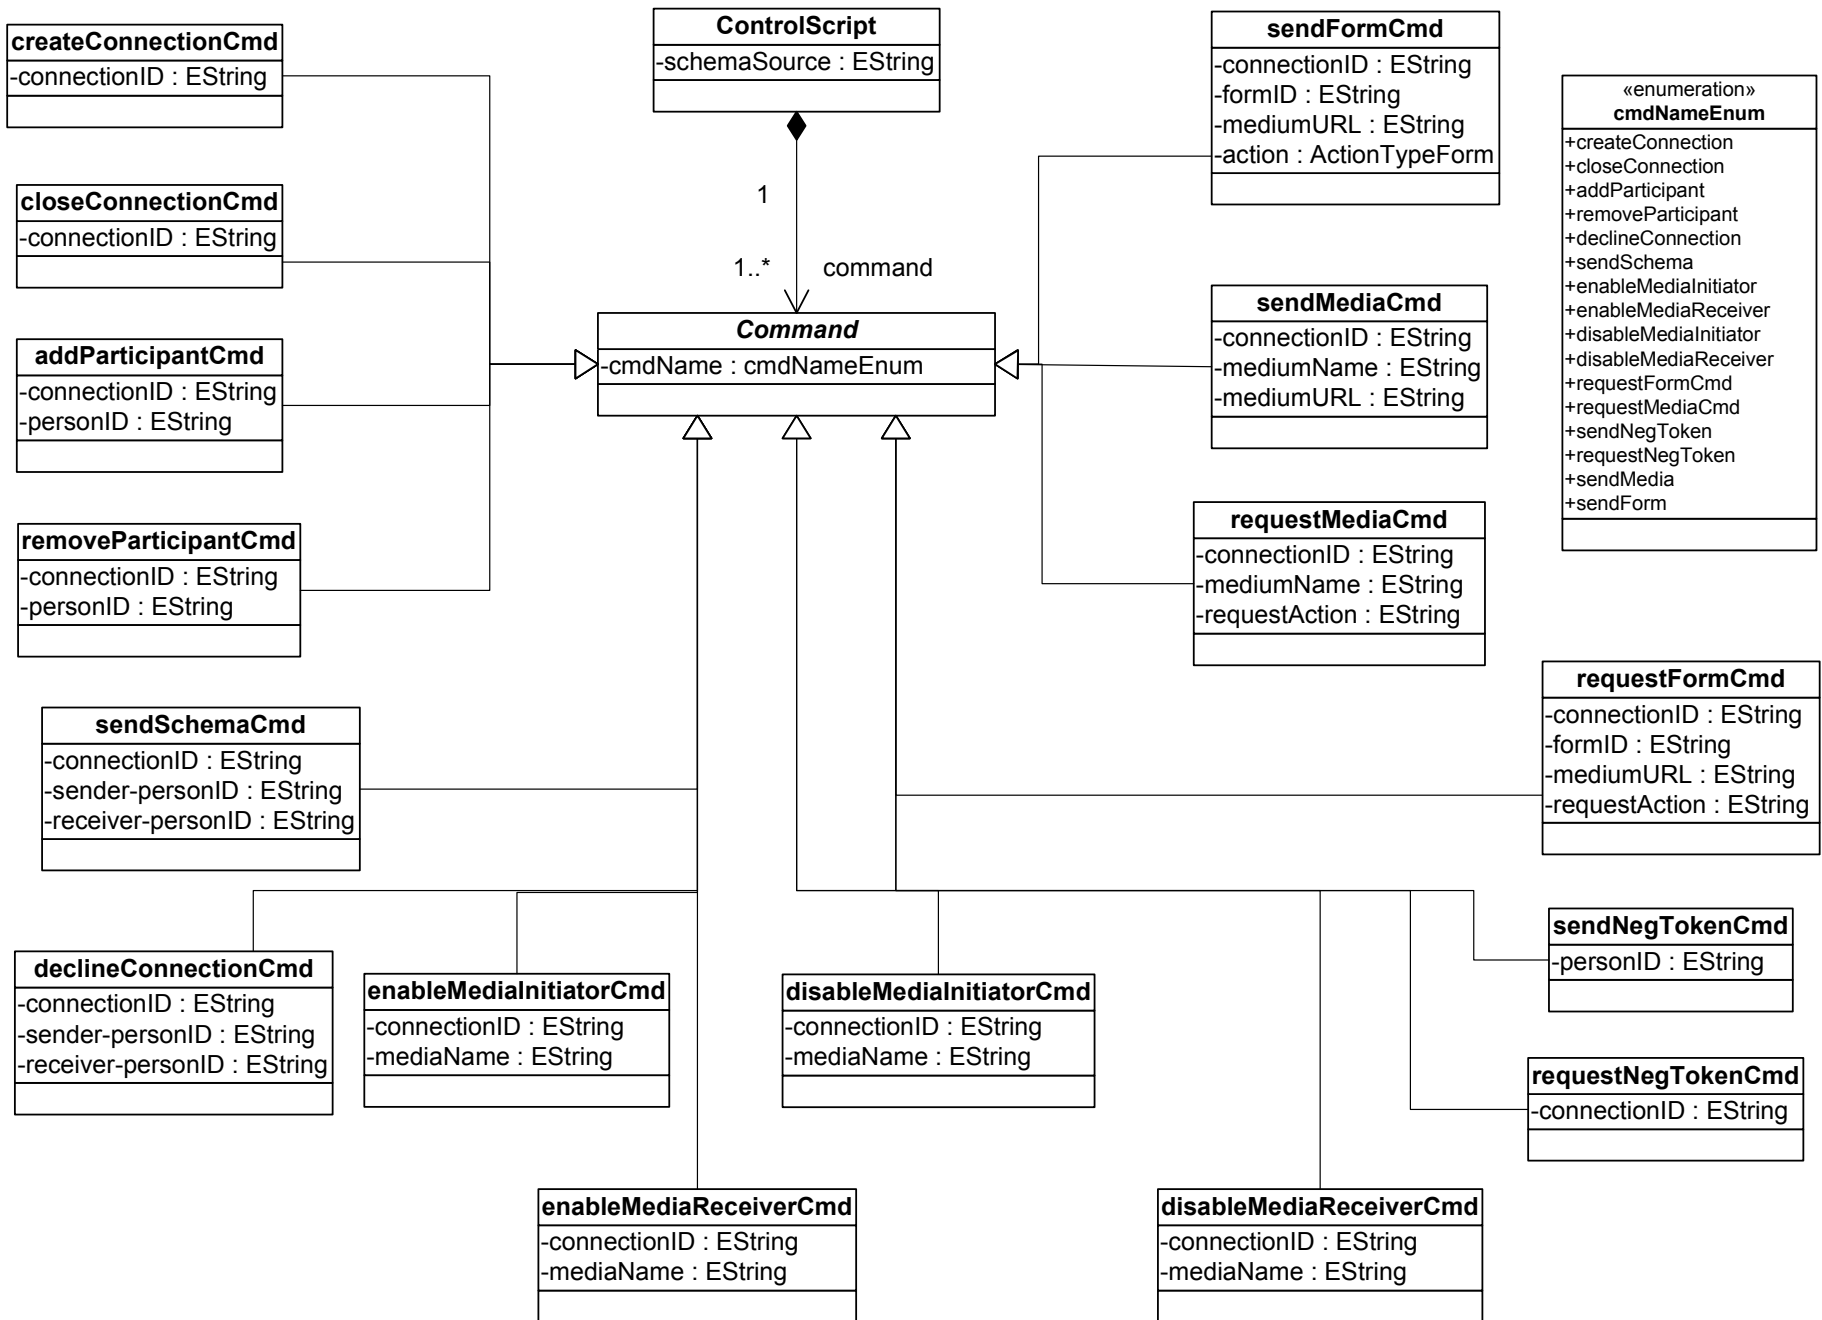 createConnectionCmd
-connectionID : EString
ControlScript
-schemaSource : EString
1
1..*
command
sendFormCmd
-connectionID : EString
-formID : EString
-mediumURL : EString
-action : ActionTypeForm
«enumeration»
cmdNameEnum
+createConnection
+closeConnection
+addParticipant
+removeParticipant
+declineConnection
+sendSchema
+enableMediaInitiator
+enableMediaReceiver
+disableMediaInitiator
+disableMediaReceiver
+requestFormCmd
+requestMediaCmd
+sendNegToken
+requestNegToken
+sendMedia
+sendForm
closeConnectionCmd
-connectionID : EString
Command
-cmdName : cmdNameEnum
sendMediaCmd
-connectionID : EString
-mediumName : EString
-mediumURL : EString
addParticipantCmd
-connectionID : EString
-personID : EString
requestMediaCmd
-connectionID : EString
-mediumName : EString
-requestAction : EString
removeParticipantCmd
-connectionID : EString
-personID : EString
requestFormCmd
-connectionID : EString
-formID : EString
-mediumURL : EString
-requestAction : EString
sendSchemaCmd
-connectionID : EString
-sender-personID : EString
-receiver-personID : EString
sendNegTokenCmd
-personID : EString
declineConnectionCmd
-connectionID : EString
-sender-personID : EString
-receiver-personID : EString
enableMediaInitiatorCmd
-connectionID : EString
-mediaName : EString
disableMediaInitiatorCmd
-connectionID : EString
-mediaName : EString
requestNegTokenCmd
-connectionID : EString
enableMediaReceiverCmd
-connectionID : EString
-mediaName : EString
disableMediaReceiverCmd
-connectionID : EString
-mediaName : EString